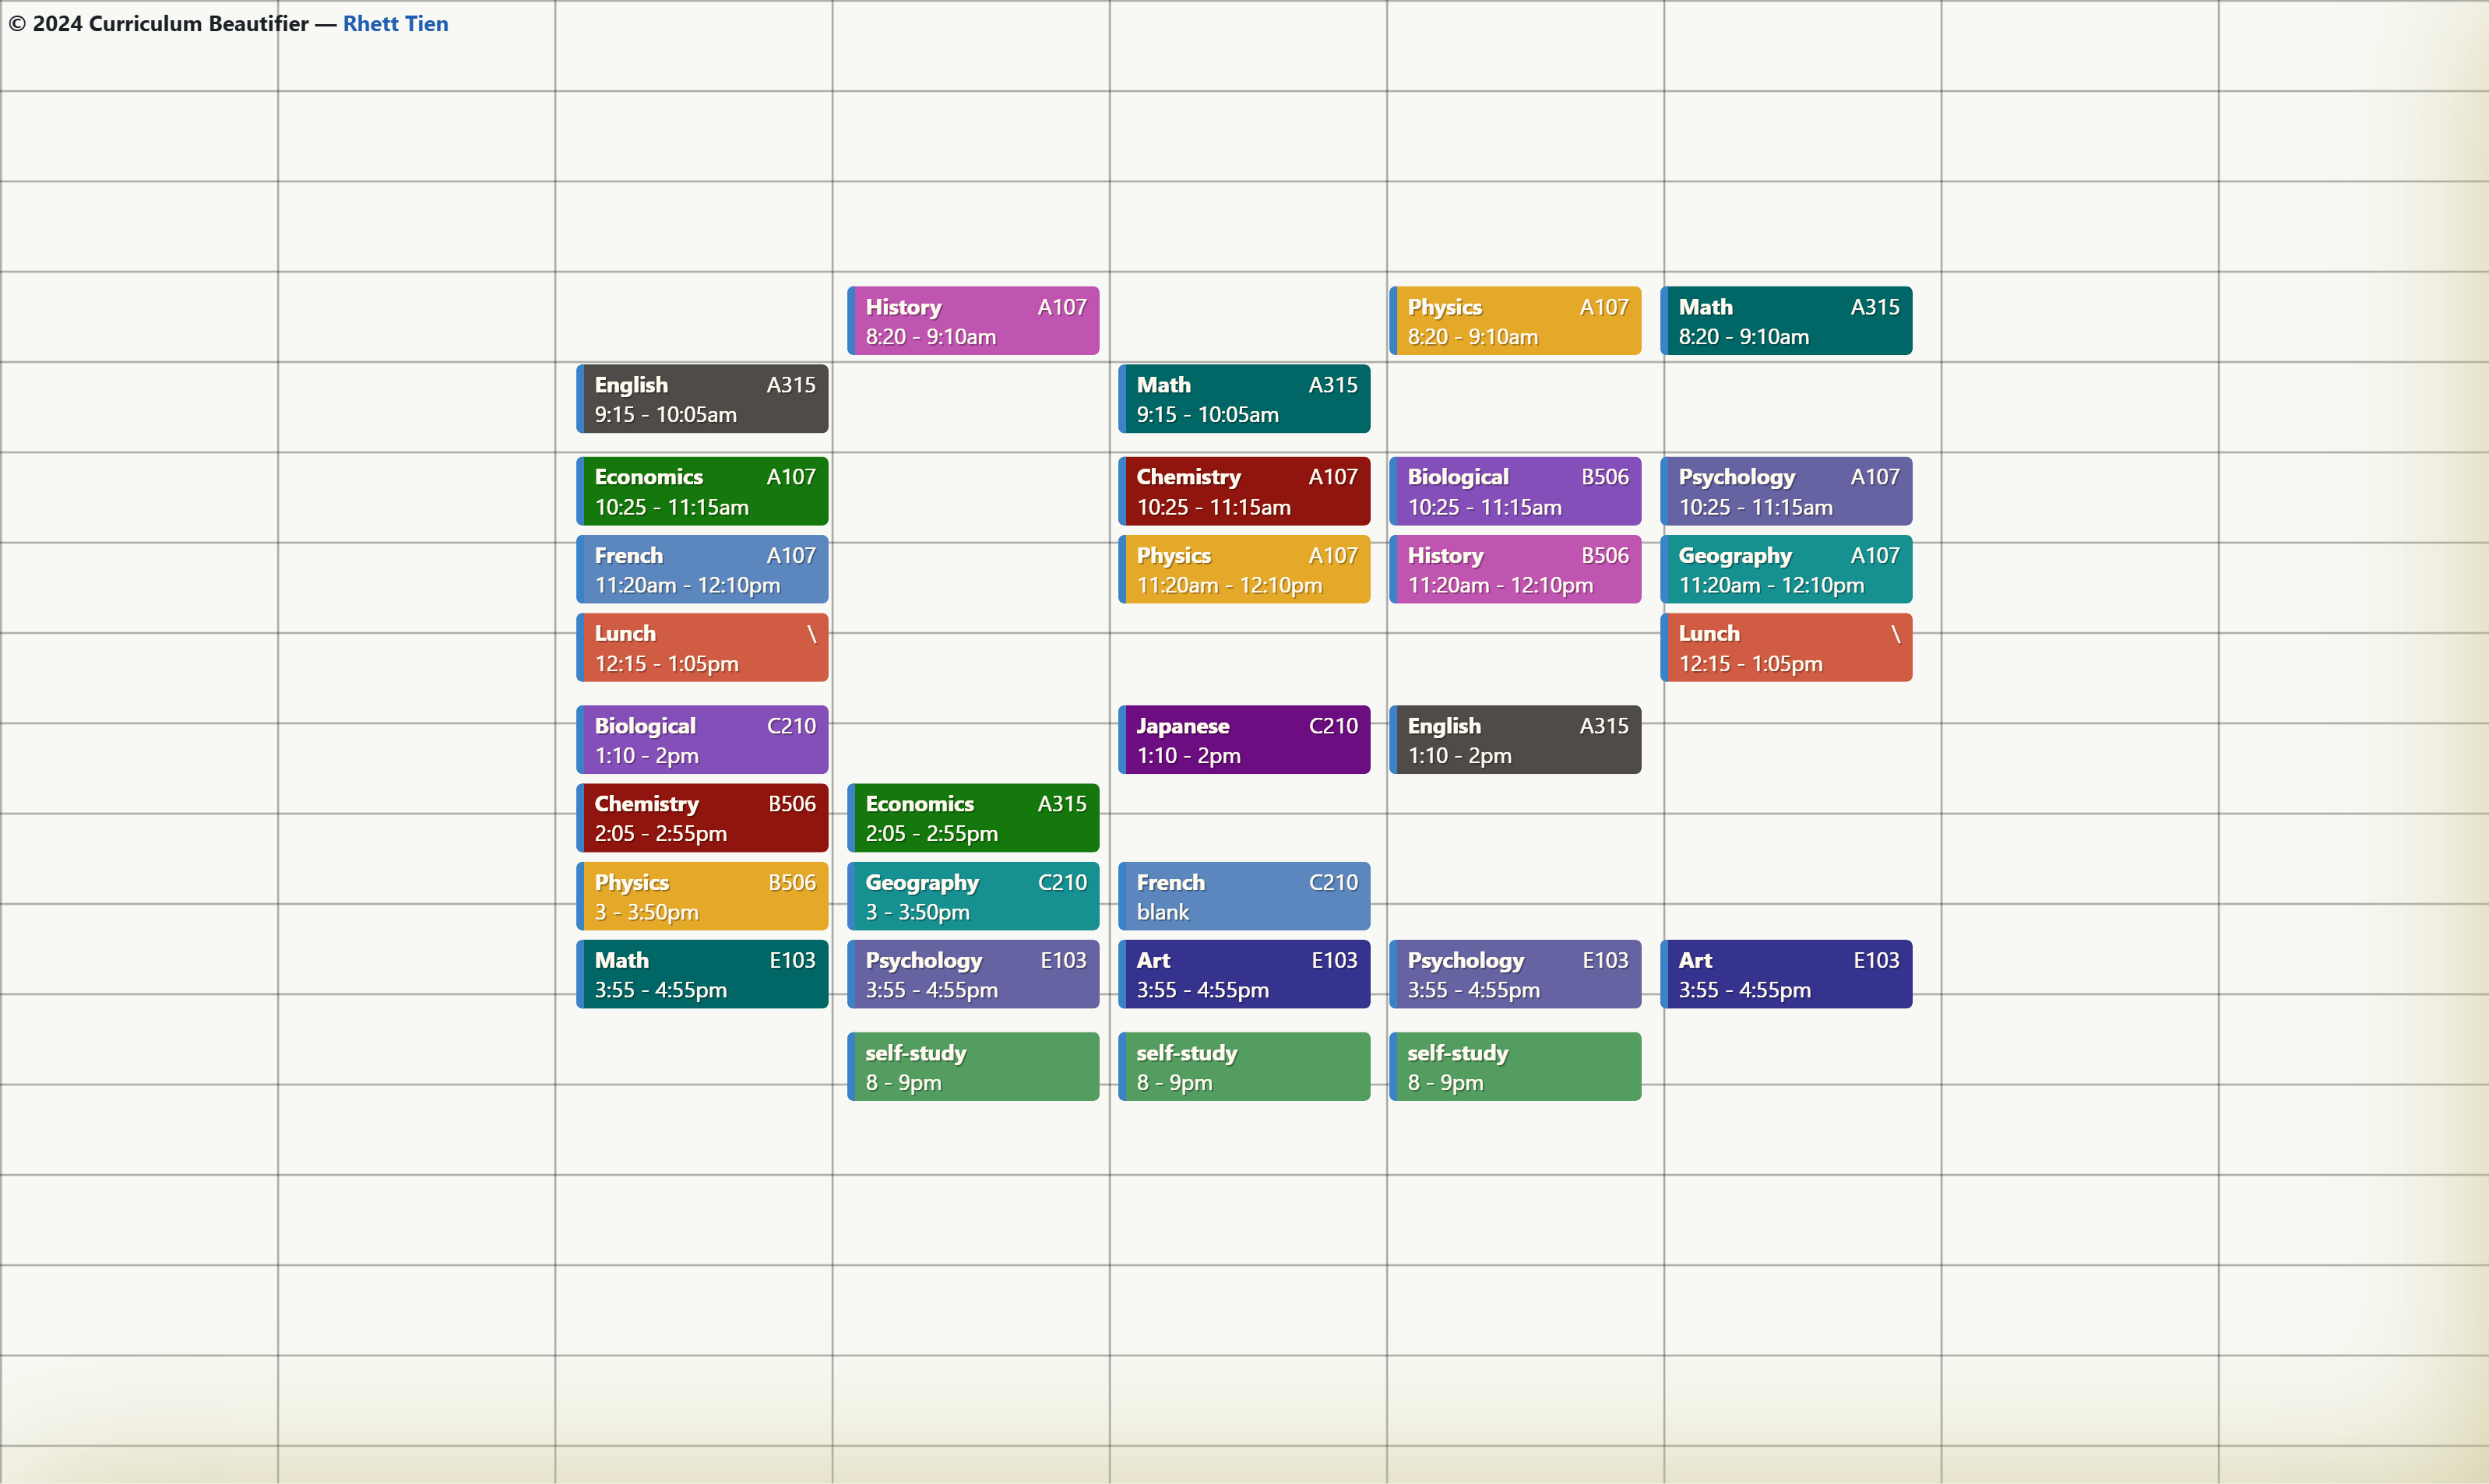 © 2024 Curriculum Beautifier — Rhett Tien
History A107
8:20 - 9:10am
Physics A107
8:20 - 9:10am
Math A315
8:20 - 9:10am
English A315
9:15 - 10:05am
Math A315
9:15 - 10:05am
Economics A107
10:25 - 11:15am
Chemistry A107
10:25 - 11:15am
Biological B506
10:25 - 11:15am
Psychology A107
10:25 - 11:15am
French A107
11:20am - 12:10pm
Physics A107
11:20am - 12:10pm
History B506
11:20am - 12:10pm
Geography A107
11:20am - 12:10pm
Lunch \
12:15 - 1:05pm
Lunch \
12:15 - 1:05pm
Biological C210
1:10 - 2pm
Japanese C210
1:10 - 2pm
English A315
1:10 - 2pm
Chemistry B506
2:05 - 2:55pm
Economics A315
2:05 - 2:55pm
Physics B506
3 - 3:50pm
Geography C210
3 - 3:50pm
French C210
blank
Math E103
3:55 - 4:55pm
Psychology E103
3:55 - 4:55pm
Art E103
3:55 - 4:55pm
Psychology E103
3:55 - 4:55pm
Art E103
3:55 - 4:55pm
self-study
8 - 9pm
self-study
8 - 9pm
self-study
8 - 9pm